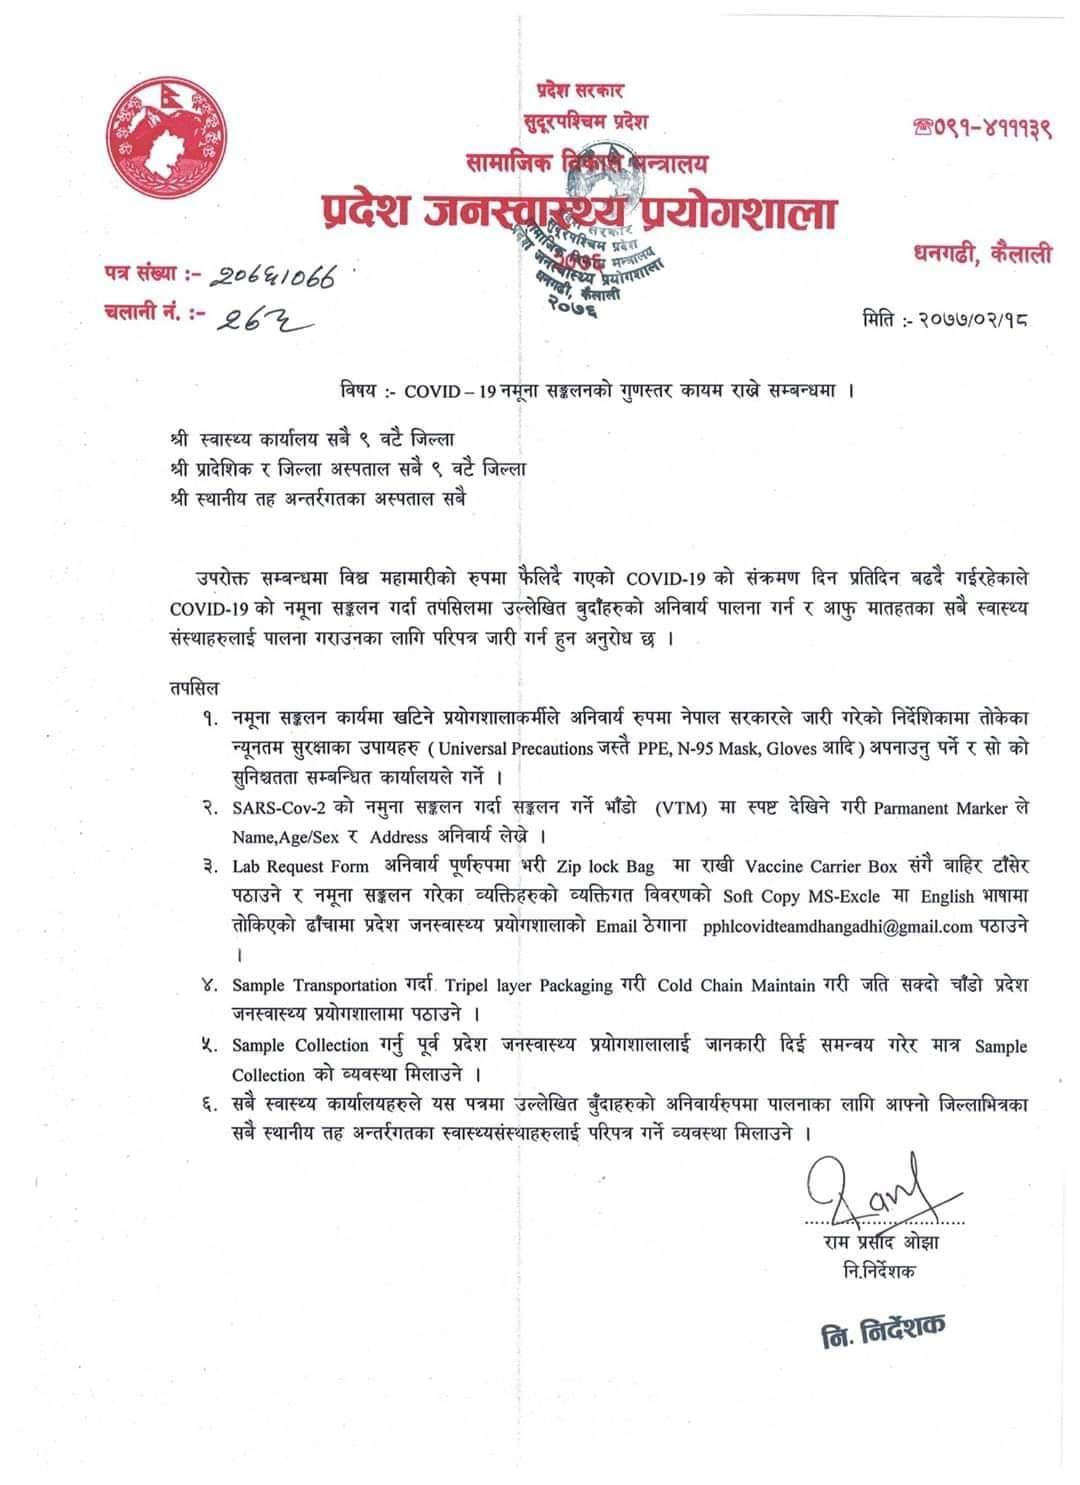 प्रदेश सरकार
सुदूरपश्चिम प्रदेश
☎०९१-४१११३९
सामाजिक विकास मन्त्रालय
प्रदेश जनस्वास्थ्य प्रयोगशाला
धनगढी, कैलाली
प्रदेश सरकार
सुदूरपश्चिम प्रदेश
सामाजिक विकास मन्त्रालय
प्रदेश जनस्वास्थ्य प्रयोगशाला
धनगढी, कैलाली
२०७६
पत्र संख्या :- २०७६।०७७
चलानी नं. :- २६३
मिति :- २०७७/०२/१८
विषय :- COVID – 19 नमूना सङ्कलनको गुणस्तर कायम राख्ने सम्बन्धमा ।
श्री स्वास्थ्य कार्यालय सबै ९ वटै जिल्ला
श्री प्रादेशिक र जिल्ला अस्पताल सबै ९ वटै जिल्ला
श्री स्थानीय तह अन्तर्रगतका अस्पताल सबै
उपरोक्त सम्बन्धमा विश्व महामारीको रुपमा फैलिदै गएको COVID-19 को संक्रमण दिन प्रतिदिन बढदै गईरहेकाले
COVID-19 को नमूना सङ्कलन गर्दा तपसिलमा उल्लेखित बुदाँहरुको अनिवार्य पालना गर्न र आफु मातहतका सबै स्वास्थ्य
संस्थाहरुलाई पालना गराउनका लागि परिपत्र जारी गर्न हुन अनुरोध छ ।
तपसिल
१. नमूना सङ्कलन कार्यमा खटिने प्रयोगशालाकर्मीले अनिवार्य रुपमा नेपाल सरकारले जारी गरेको निर्देशिकामा तोकेका
न्यूनतम सुरक्षाका उपायहरु ( Universal Precautions जस्तै PPE, N-95 Mask, Gloves आदि ) अपनाउनु पर्ने र सो को
सुनिश्चतता सम्बन्धित कार्यालयले गर्ने ।
२. SARS-Cov-2 को नमुना सङ्कलन गर्दा सङ्कलन गर्ने भाँडो (VTM) मा स्पष्ट देखिने गरी Parmanent Marker ले
Name,Age/Sex र Address अनिवार्य लेख्ने ।
३. Lab Request Form अनिवार्य पूर्णरुपमा भरी Zip lock Bag मा राखी Vaccine Carrier Box संगै बाहिर टाँसेर
पठाउने र नमूना सङ्कलन गरेका व्यक्तिहरुको व्यक्तिगत विवरणको Soft Copy MS-Excle मा English भाषामा
तोकिएको ढाँचामा प्रदेश जनस्वास्थ्य प्रयोगशालाको Email ठेगाना pphlcovidteamdhangadhi@gmail.com पठाउने
।
४. Sample Transportation गर्दा Tripel layer Packaging गरी Cold Chain Maintain गरी जति सक्दो चाँडो प्रदेश
जनस्वास्थ्य प्रयोगशालामा पठाउने ।
५. Sample Collection गर्नु पूर्व प्रदेश जनस्वास्थ्य प्रयोगशालालाई जानकारी दिई समन्वय गरेर मात्र Sample
Collection को व्यवस्था मिलाउने ।
६. सबै स्वास्थ्य कार्यालयहरुले यस पत्रमा उल्लेखित बुँदाहरुको अनिवार्यरुपमा पालनाका लागि आफ्नो जिल्लाभित्रका
सबै स्थानीय तह अन्तर्रगतका स्वास्थ्यसंस्थाहरुलाई परिपत्र गर्ने व्यवस्था मिलाउने ।
राम प्रसाद ओझा
नि.निर्देशक
नि. निर्देशक